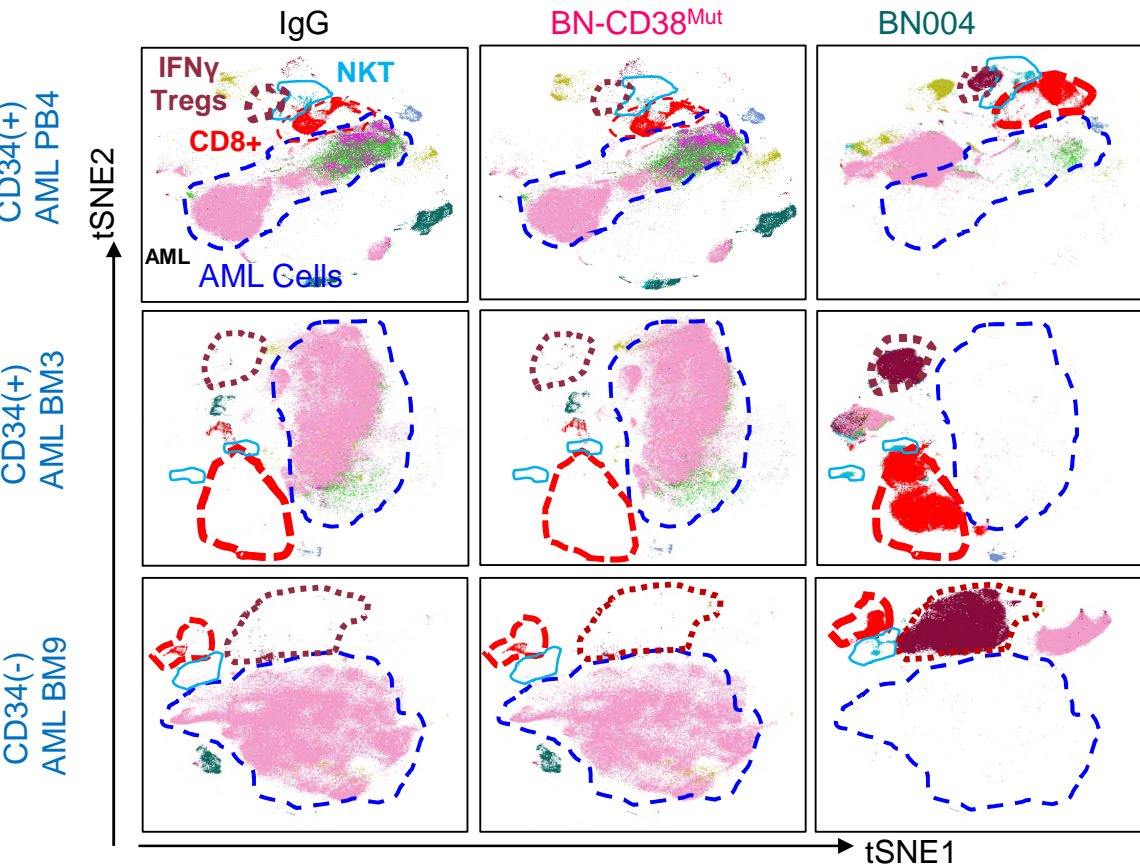 IgG
BN-CD38Mut
BN004
CD34(+)
AML PB4
IFNγ
Tregs
NKT
CD8+
AML
AML Cells
CD34(+)
AML BM3
CD34(-)
AML BM9
tSNE2
tSNE1